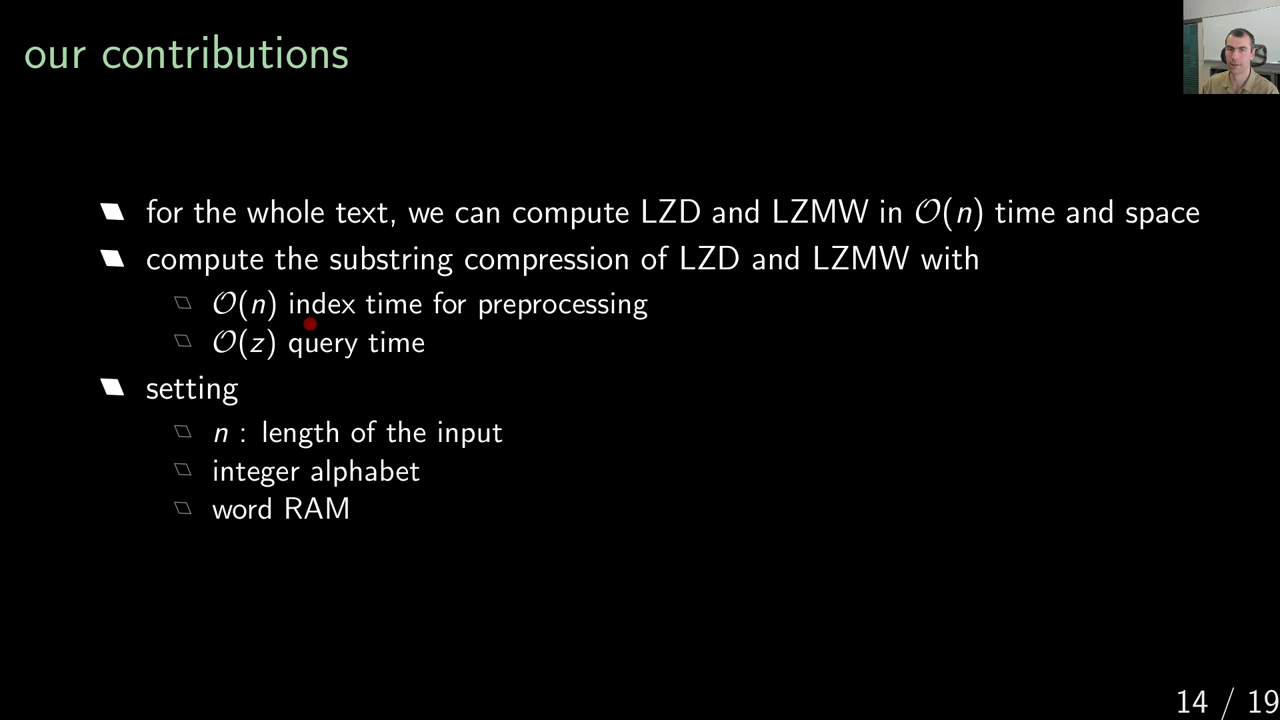 our contributions
for the whole text, we can compute LZD and LZMW in 𝒪(n) time and space
compute the substring compression of LZD and LZMW with
𝒪(n) index time for preprocessing
𝒪(z) query time
setting
n : length of the input
integer alphabet
word RAM
14 / 19